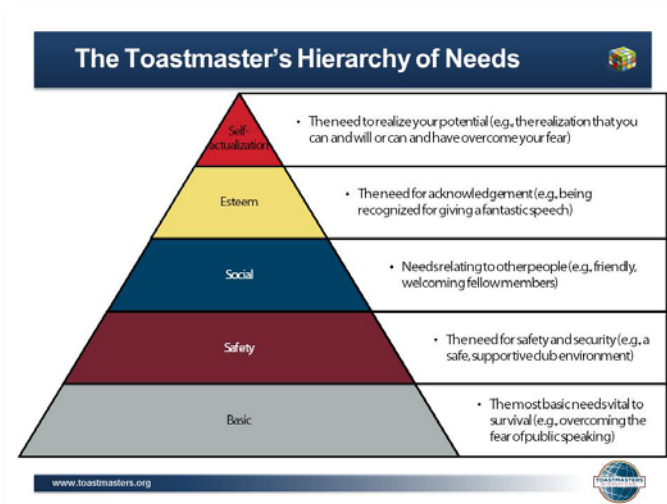 The Toastmaster's Hierarchy of Needs
Self-
actualization
• The need to realize your potential (e.g., the realization that you
can and will or can and have overcome your fear)
Esteem
• The need for acknowledgement (e.g., being
recognized for giving a fantastic speech)
Social
• Needs relating to other people (e.g., friendly,
welcoming fellow members)
Safety
• The need for safety and security (e.g., a
safe, supportive club environment)
Basic
• The most basic needs vital to
survival (e.g., overcoming the
fear of public speaking)
www.toastmasters.org
TOASTMASTERS
INTERNATIONAL